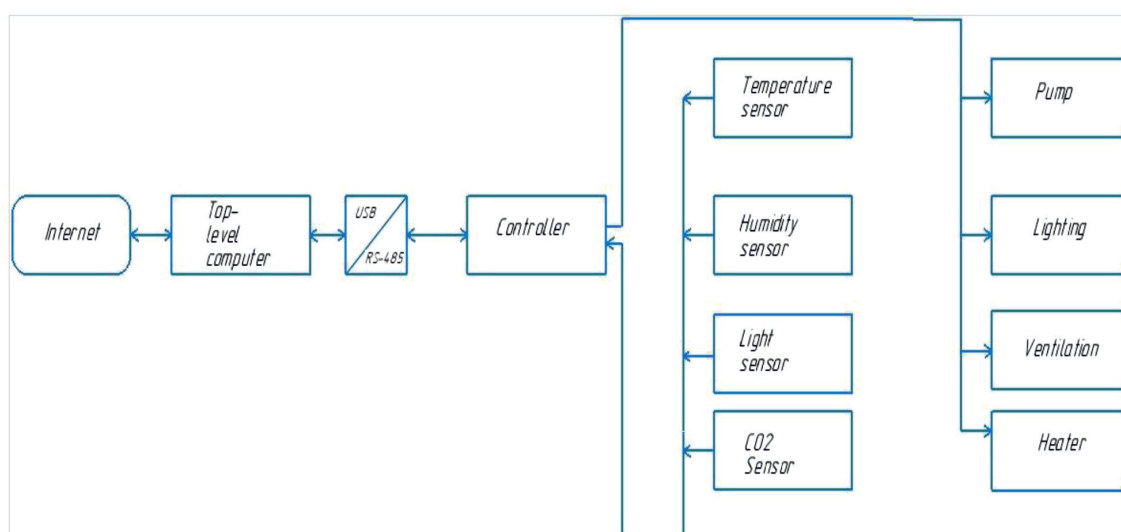 Internet
Top-
level
computer
USB
RS-485
Controller
Temperature
sensor
Humidity
sensor
Light
sensor
CO2
Sensor
Pump
Lighting
Ventilation
Heater